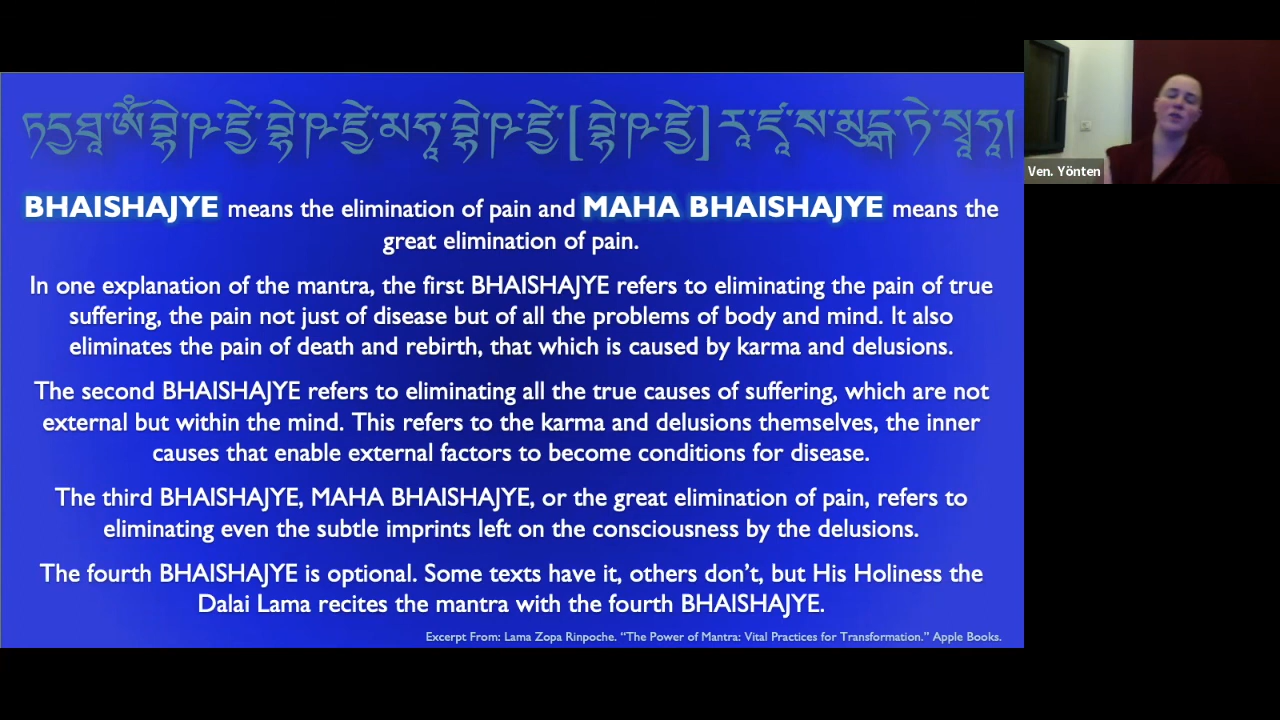 ཏདྱ་ཐཱ་ཨོཾ་བྷཻ་ཥ་ཛྱེ་བྷཻ་ཥ་ཛྱེ་མ་ཧཱ་བྷཻ་ཥ་ཛྱེ་[བྷཻ་ཥ་ཛྱེ]རཱ་ཛཱ་ས་མུདྒ་ཏེ་སྭཱ་ཧཱ།
BHAISHAJYE means the elimination of pain and MAHA BHAISHAJYE means the
great elimination of pain.
In one explanation of the mantra, the first BHAISHAJYE refers to eliminating the pain of true
suffering, the pain not just of disease but of all the problems of body and mind. It also
eliminates the pain of death and rebirth, that which is caused by karma and delusions.
The second BHAISHAJYE refers to eliminating all the true causes of suffering, which are not
external but within the mind. This refers to the karma and delusions themselves, the inner
causes that enable external factors to become conditions for disease.
The third BHAISHAJYE, MAHA BHAISHAJYE, or the great elimination of pain, refers to
eliminating even the subtle imprints left on the consciousness by the delusions.
The fourth BHAISHAJYE is optional. Some texts have it, others don’t, but His Holiness the
Dalai Lama recites the mantra with the fourth BHAISHAJYE.
Excerpt From: Lama Zopa Rinpoche. “The Power of Mantra: Vital Practices for Transformation.” Apple Books.
Ven. Yönten